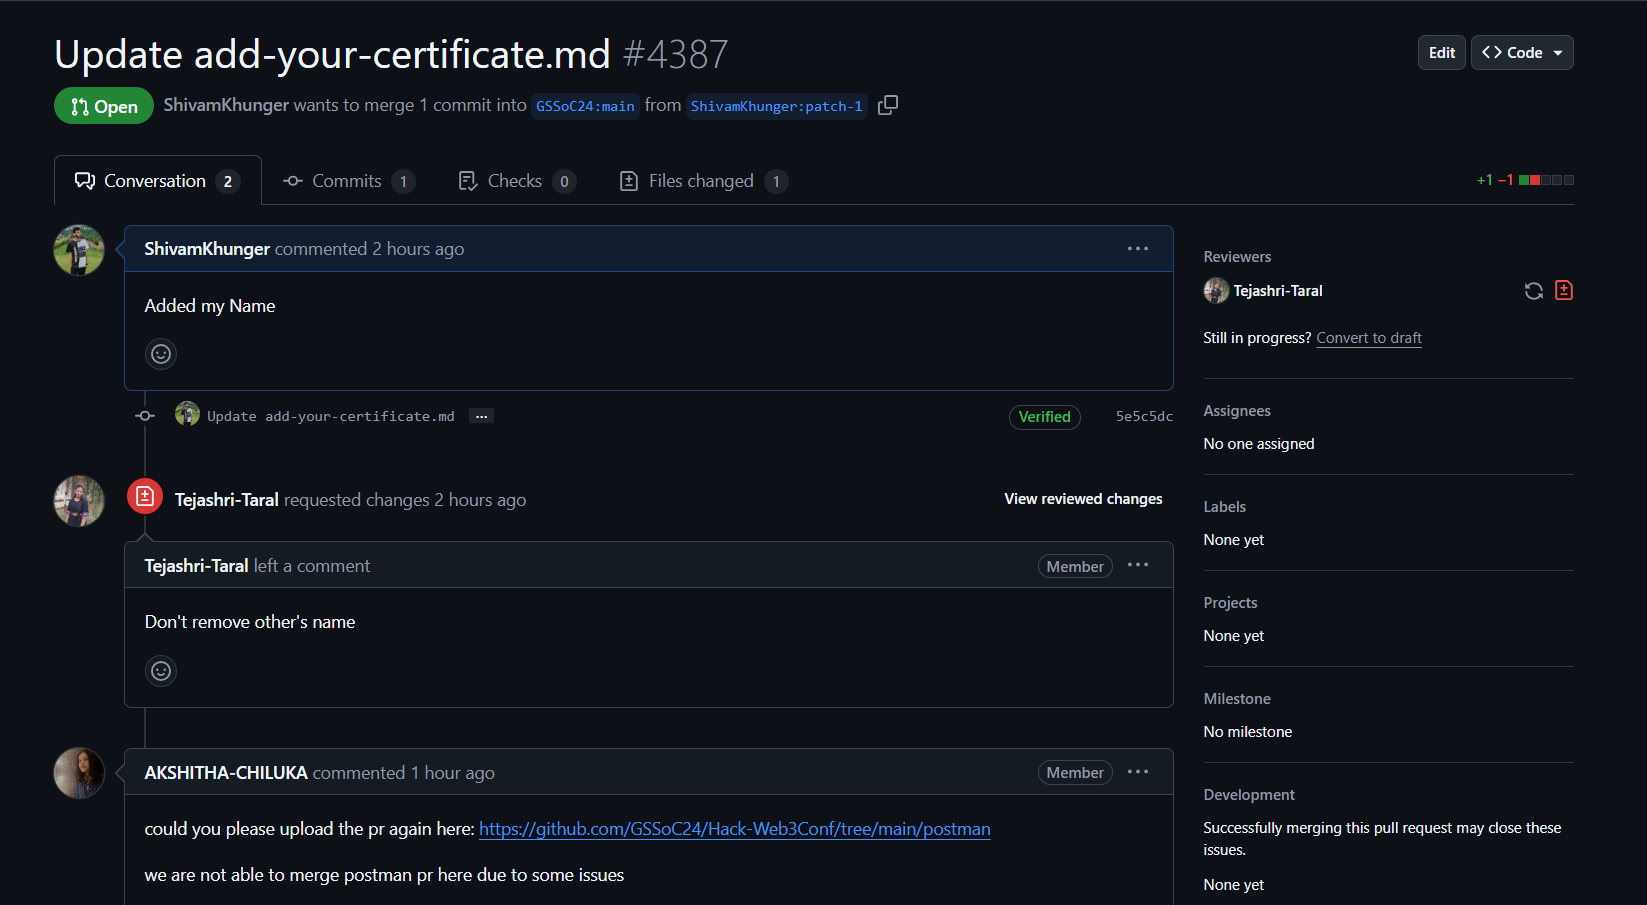 Update add-your-certificate.md #4387
Edit
Code
Open
ShivamKhunger wants to merge 1 commit into GSSoC24:main from ShivamKhunger:patch-1
Conversation 2
Commits 1
Checks 0
Files changed 1
+1 −1
ShivamKhunger commented 2 hours ago
Added my Name
Update add-your-certificate.md ...
Verified
5e5c5dc
Tejashri-Taral requested changes 2 hours ago
View reviewed changes
Tejashri-Taral left a comment
Member
Don't remove other's name
AKSHITHA-CHILUKA commented 1 hour ago
Member
could you please upload the pr again here: https://github.com/GSSoC24/Hack-Web3Conf/tree/main/postman
we are not able to merge postman pr here due to some issues
Reviewers
Tejashri-Taral
Still in progress? Convert to draft
Assignees
No one assigned
Labels
None yet
Projects
None yet
Milestone
No milestone
Development
Successfully merging this pull request may close these
issues.
None yet